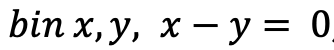 bin x, y, x − y = 0,